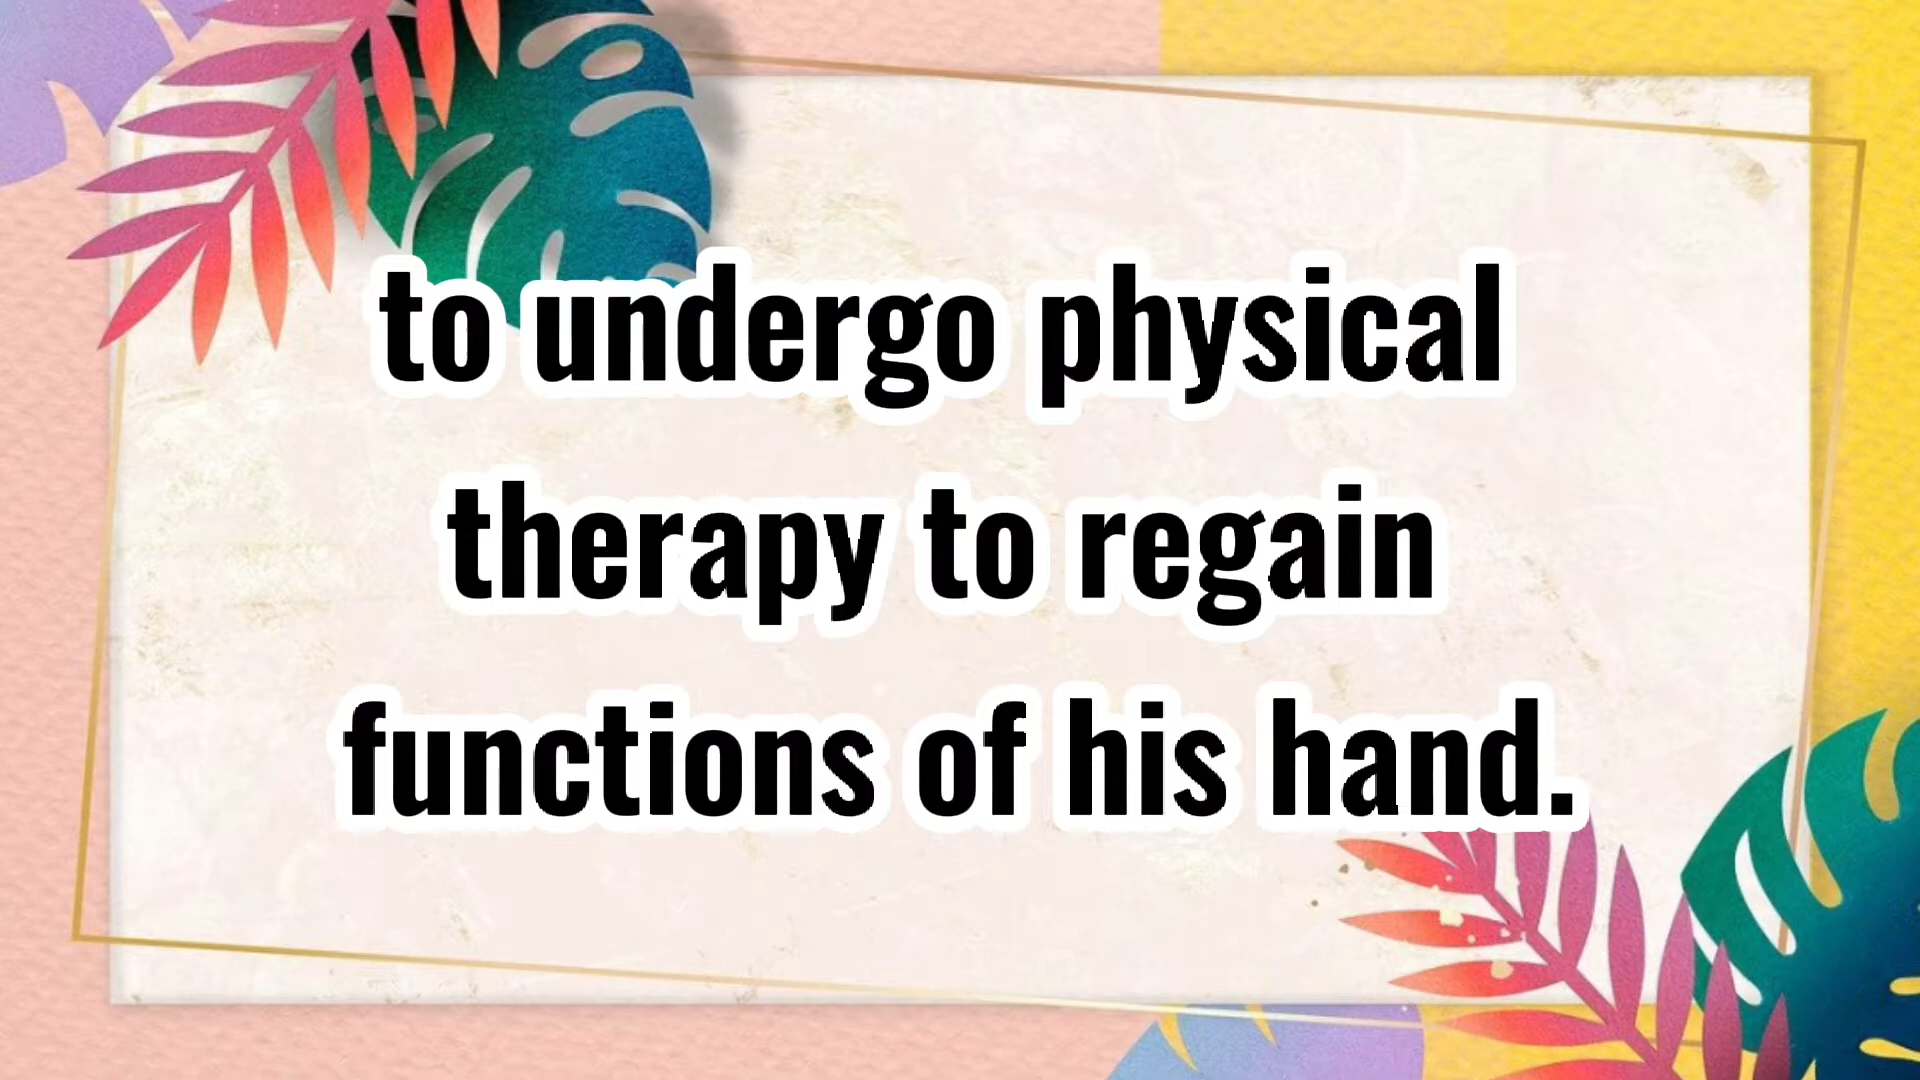 to undergo physical
therapy to regain
functions of his hand.